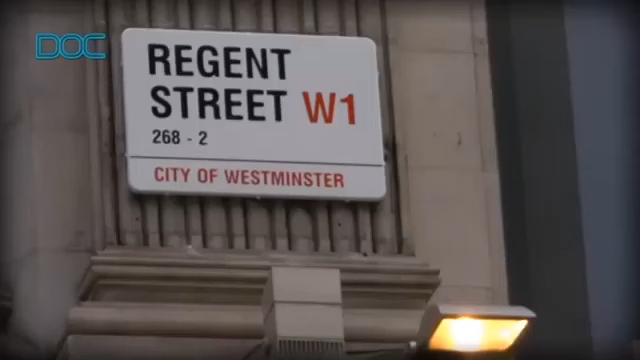 DOC
REGENT
STREET W1
268 - 2
CITY OF WESTMINSTER